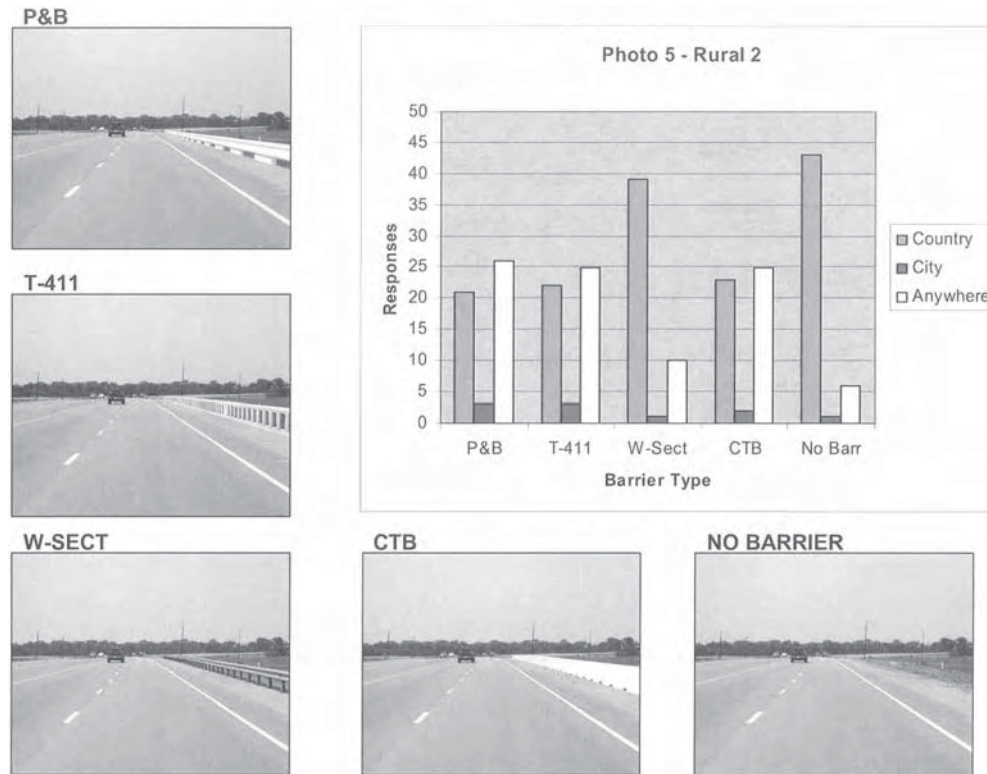 P&B
Photo 5 - Rural 2
50
45
40
35
30
25
20
15
10
5
0
Responses
P&B T-411 W-Sect CTB No Barr
Barrier Type
Country
City
Anywhere
T-411
W-SECT CTB NO BARRIER